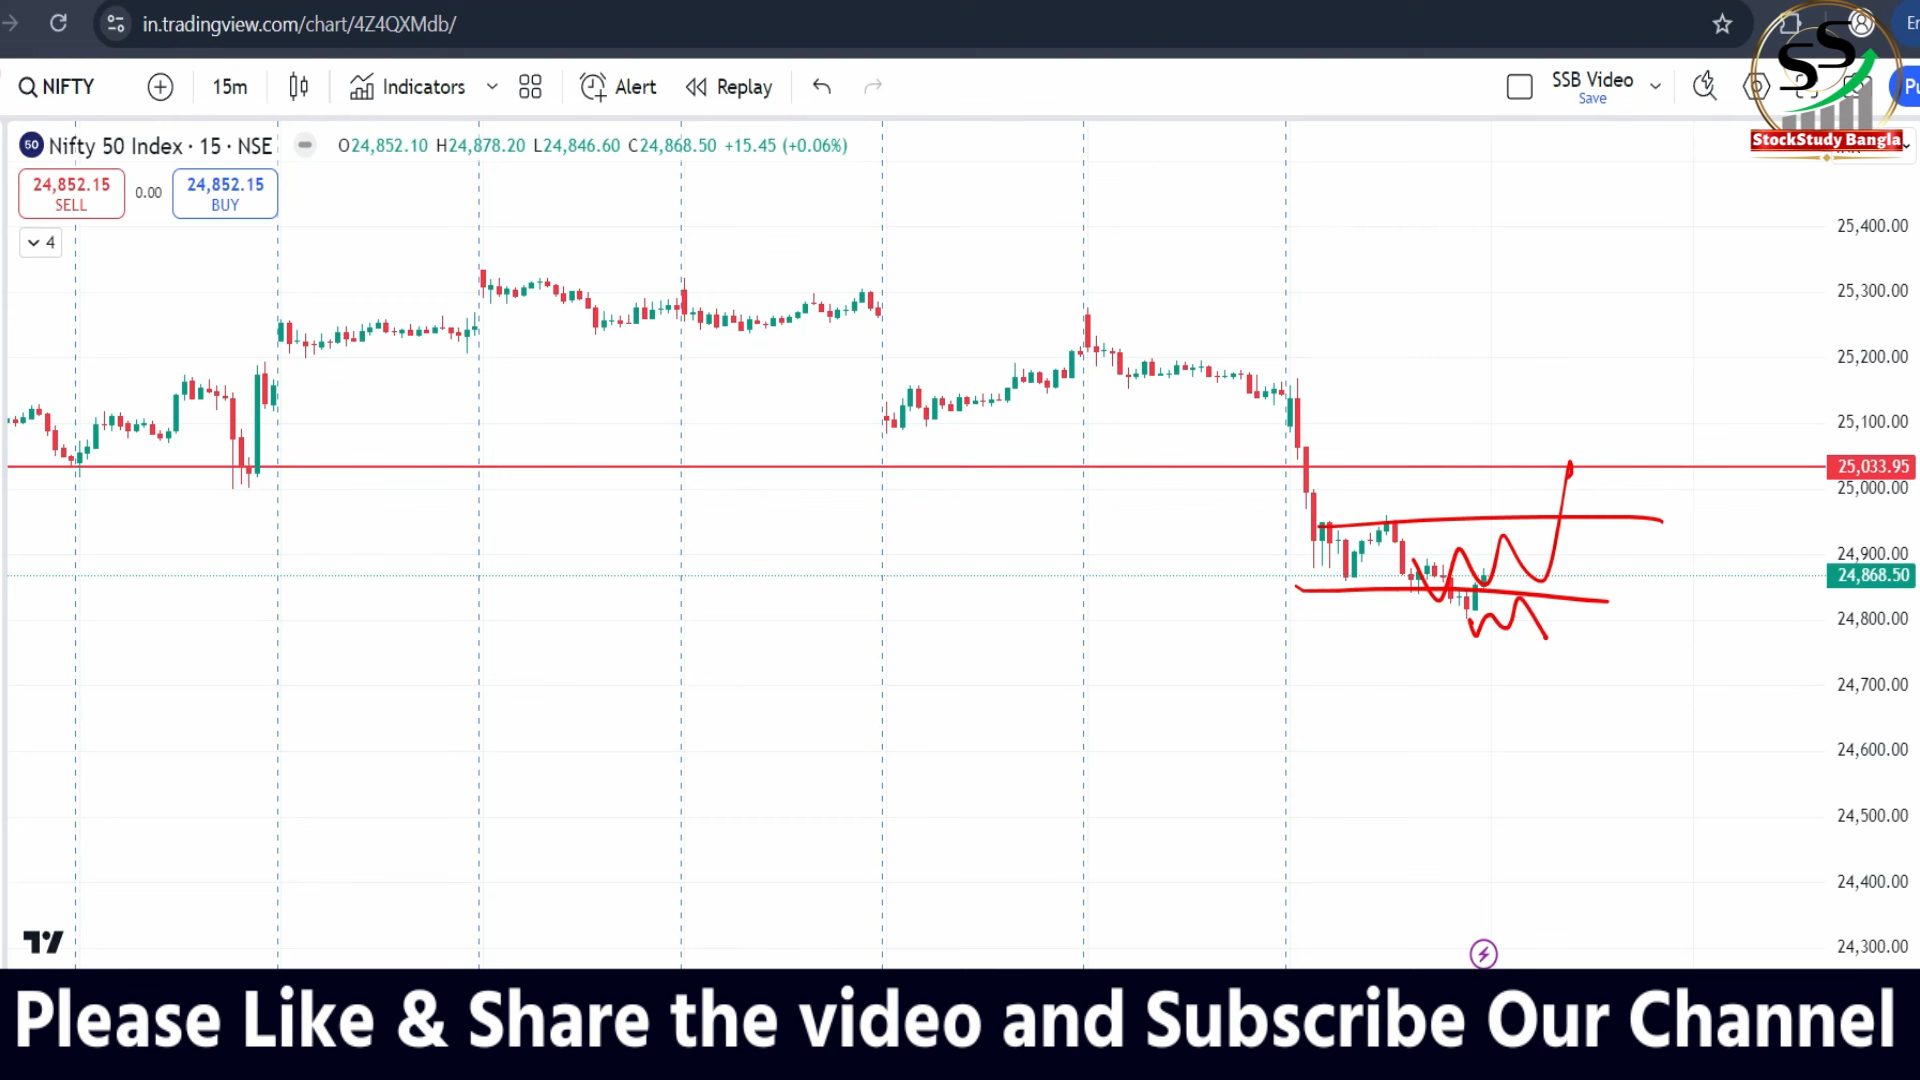 in.tradingview.com/chart/4Z4QXMdb/
NIFTY 15m Indicators Alert Replay SSB Video
Save
SS
StockStudy Bangla
50 Nifty 50 Index · 15 · NSE O24,852.10 H24,878.20 L24,846.60 C24,868.50 +15.45 (+0.06%)
24,852.15 0.00 24,852.15
SELL BUY
4
25,400.00
25,300.00
25,200.00
25,100.00
25,033.95
25,000.00
24,900.00
24,868.50
24,800.00
24,700.00
24,600.00
24,500.00
24,400.00
24,300.00
Please Like & Share the video and Subscribe Our Channel